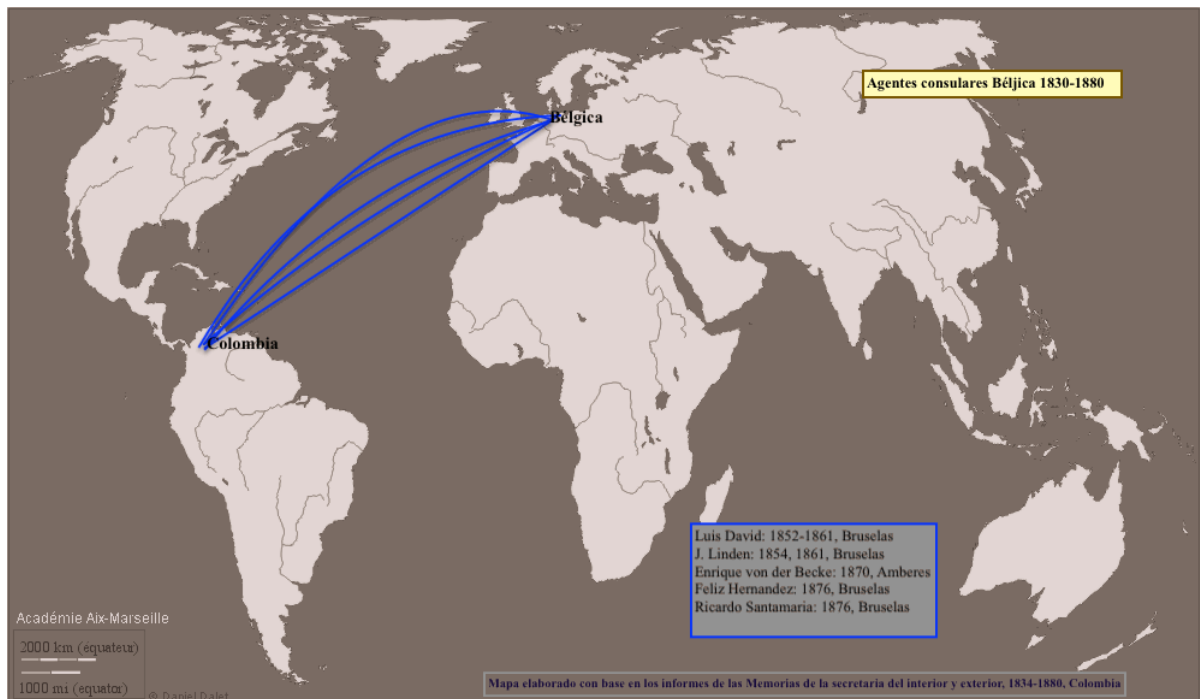 Agentes consulares Béljica 1830-1880
Bélgica
Colombia
Luis David: 1852-1861, Bruselas
J. Linden: 1854, 1861, Bruselas
Enrique von der Becke: 1870, Amberes
Feliz Hernandez: 1876, Bruselas
Ricardo Santamaria: 1876, Bruselas
Académie Aix-Marseille
2000 km (équateur)
1000 mi (equator)
© Daniel Dalet
Mapa elaborado con base en los informes de las Memorias de la secretaria del interior y exterior, 1834-1880, Colombia